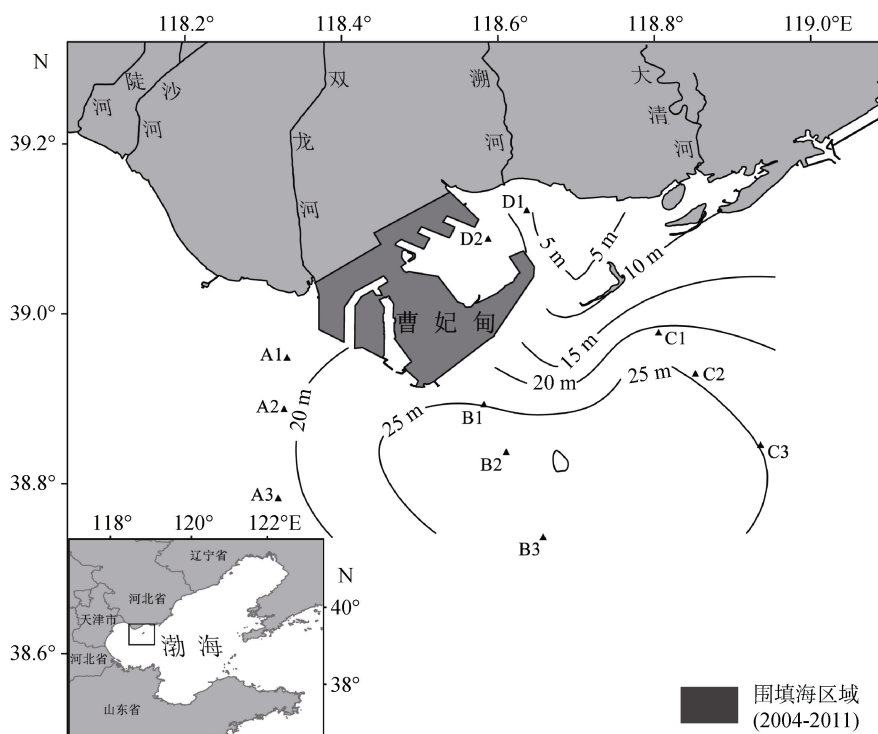 118.2° 118.4° 118.6° 118.8° 119.0°
N
39.2°
39.0°
38.8°
38.6°
陡河
沙河
双龙河
溯河
大清河
D1
D2
5 m
5 m
10 m
曹妃甸
15 m
20 m
25 m
C1
C2
C3
A1
A2
A3
20 m
25 m
B1
B2
B3
118° 120° 122°E
N
40°
38°
辽宁省
河北省
天津市
渤海
河北省
山东省
围填海区域
(2004-2011)